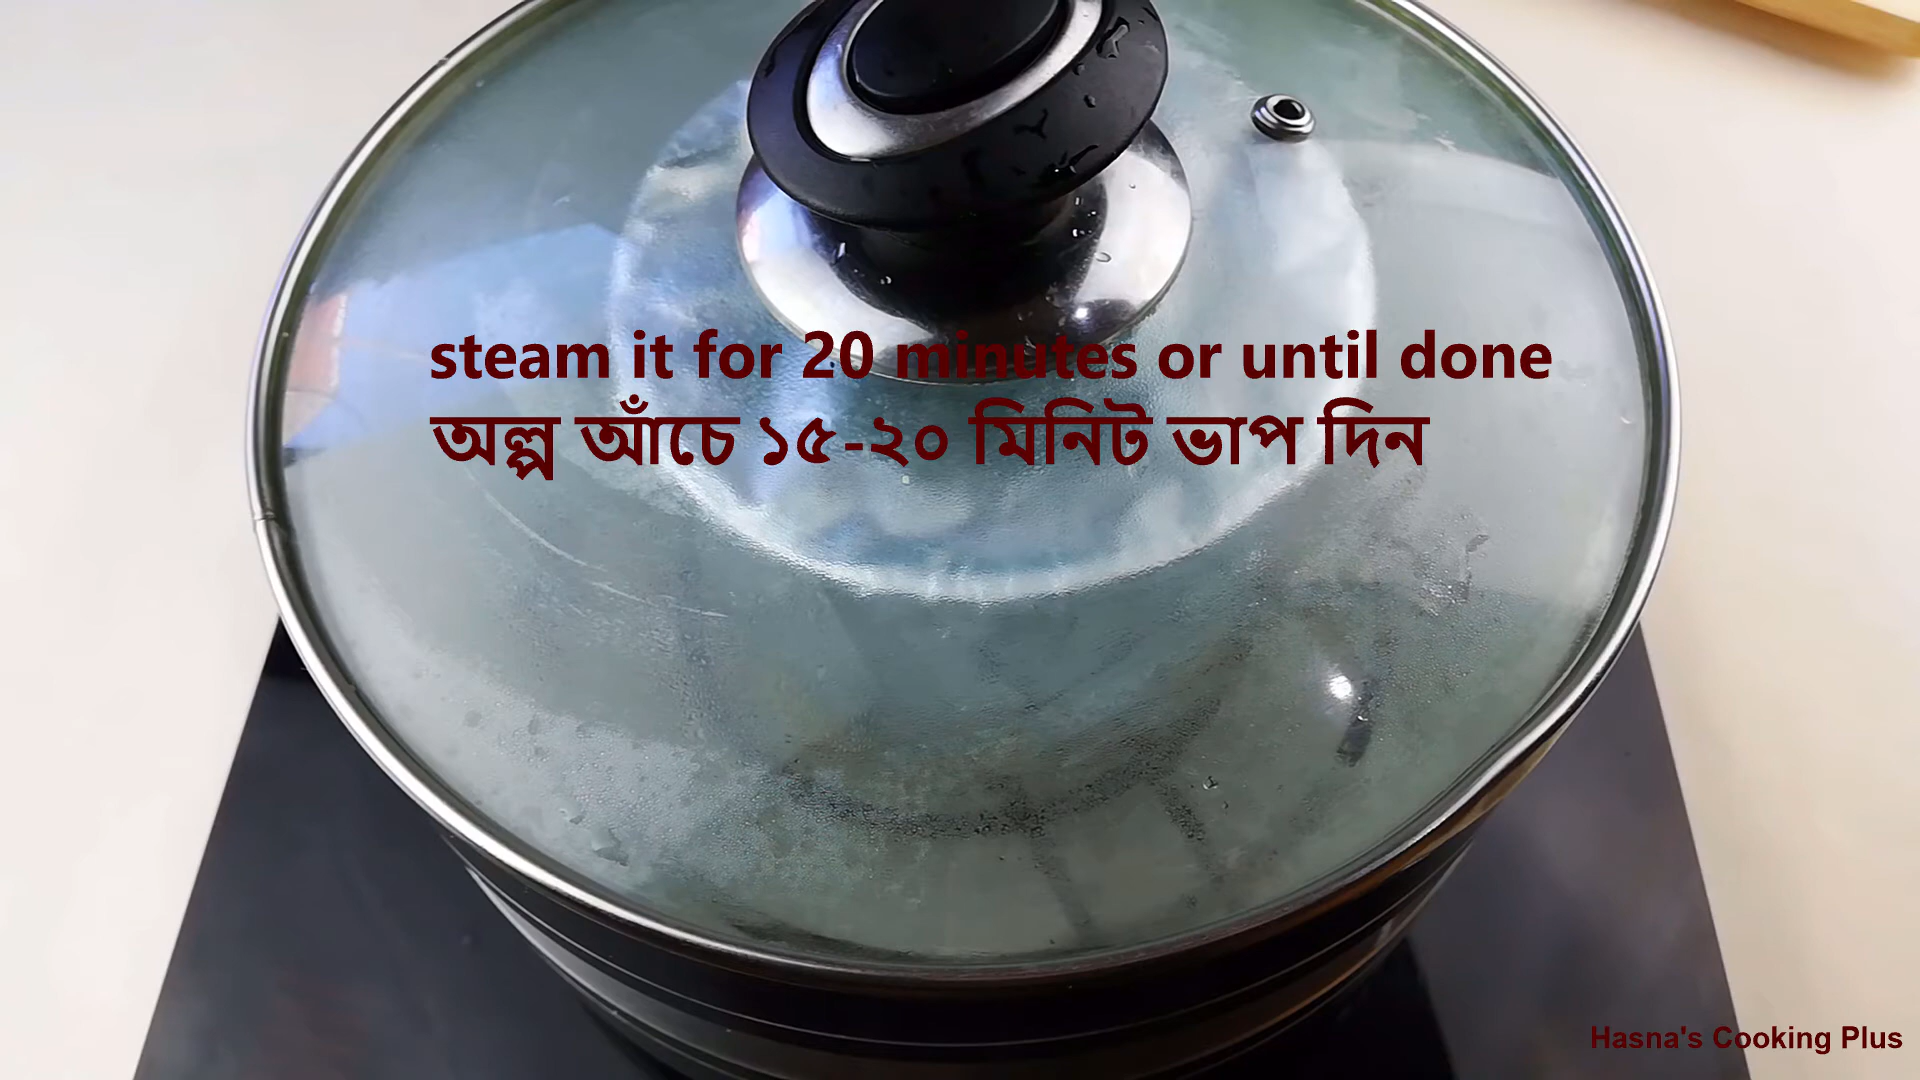 steam it for 20 minutes or until done
অল্প আঁচে ১৫-২০ মিনিট ভাপ দিন
Hasna's Cooking Plus